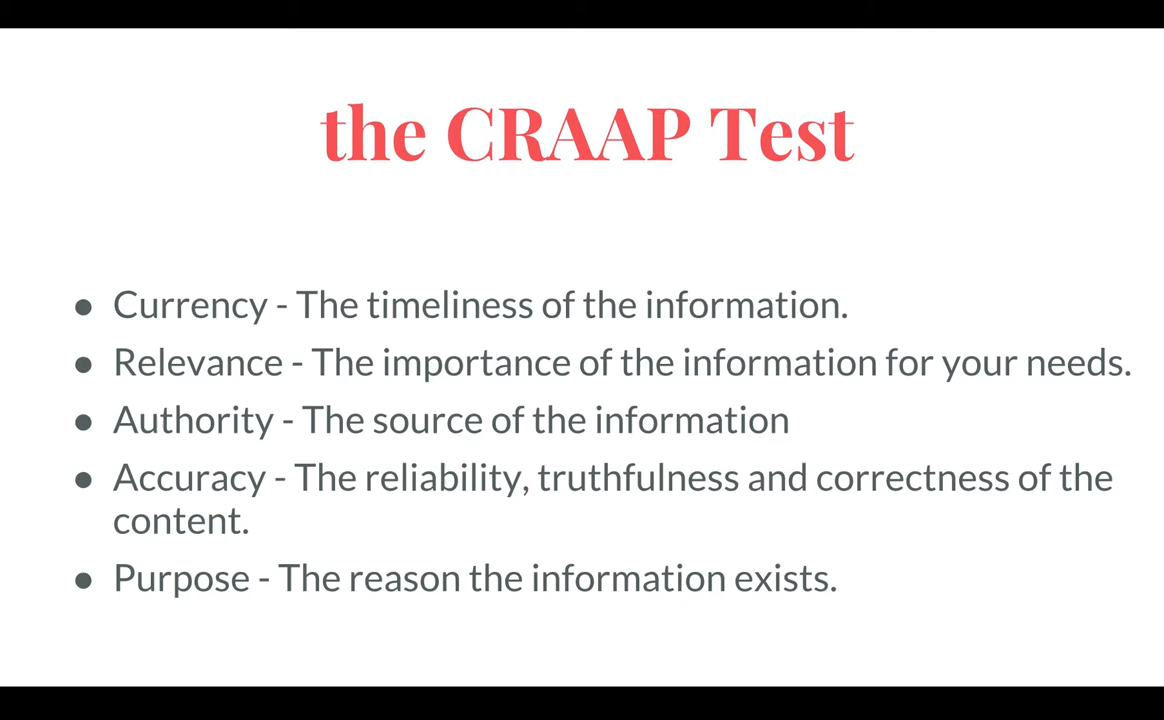 the CRAAP Test
● Currency - The timeliness of the information.
● Relevance - The importance of the information for your needs.
● Authority - The source of the information
● Accuracy - The reliability, truthfulness and correctness of the
content.
● Purpose - The reason the information exists.